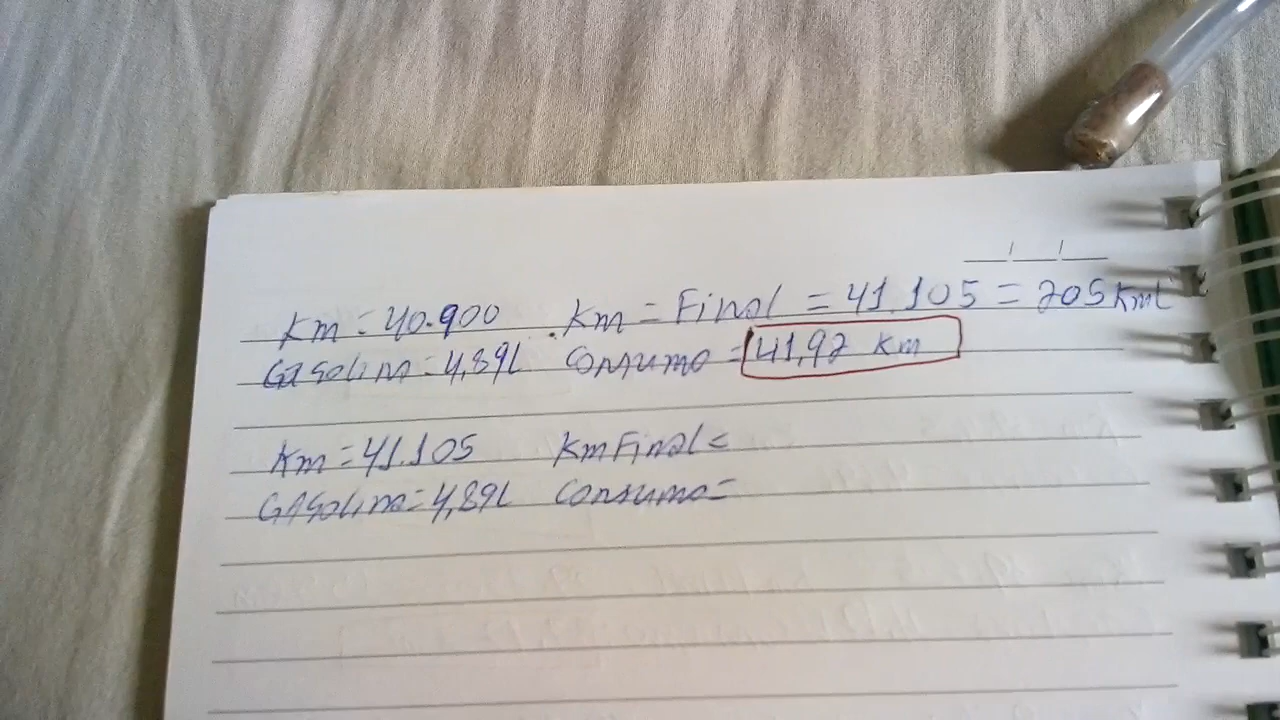 Km = 40.900 . Km = Final = 41.105 = 205 Kml
GASolina = 4,89L Consumo = 41,92 Km
Km = 41.105 Km Final =
GASolina = 4,89L Consumo =